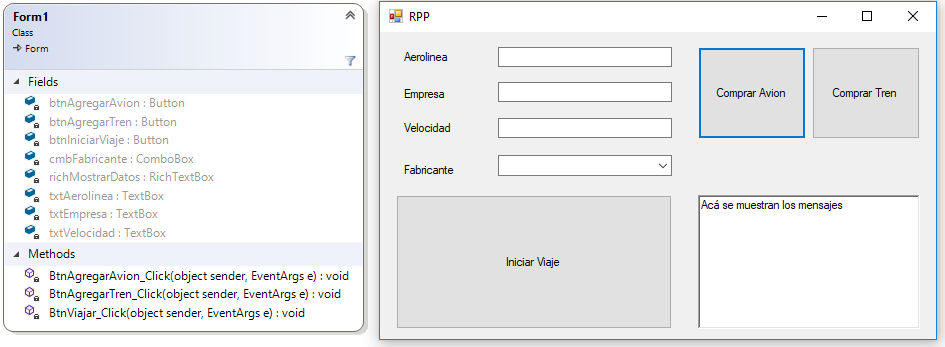 Form1
Class
Form
Fields
btnAgregarAvion : Button
btnAgregarTren : Button
btnIniciarViaje : Button
cmbFabricante : ComboBox
richMostrarDatos : RichTextBox
txtAerolinea : TextBox
txtEmpresa : TextBox
txtVelocidad : TextBox
Methods
BtnAgregarAvion_Click(object sender, EventArgs e) : void
BtnAgregarTren_Click(object sender, EventArgs e) : void
BtnViajar_Click(object sender, EventArgs e) : void
RPP
Aerolinea
Empresa
Velocidad
Fabricante
Comprar Avion
Comprar Tren
Iniciar Viaje
Acá se muestran los mensajes